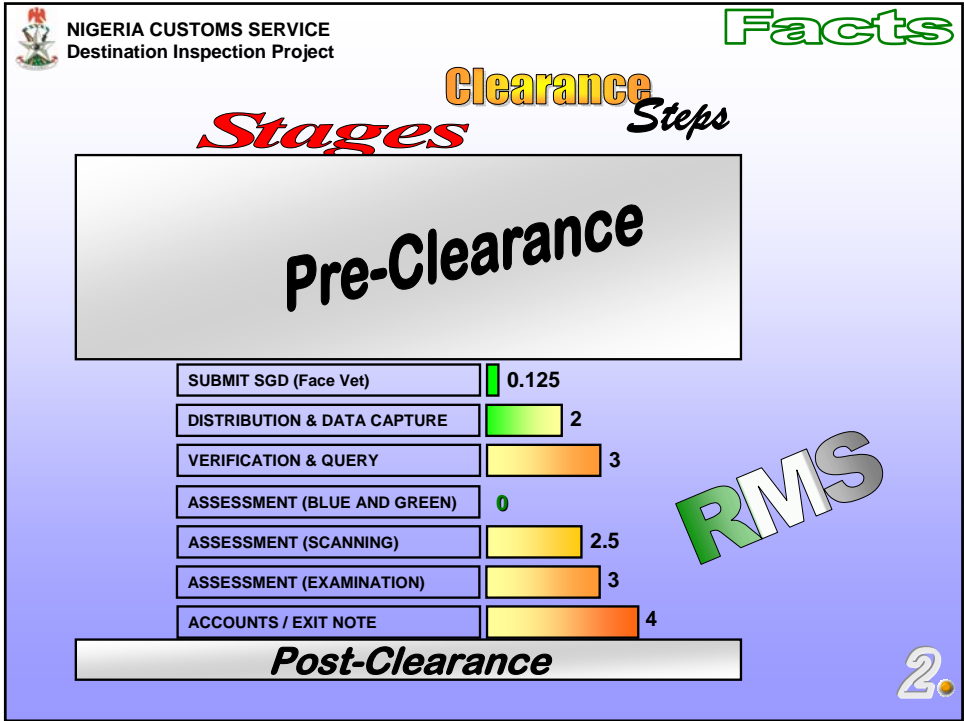 NIGERIA CUSTOMS SERVICE
Destination Inspection Project
Facts
Clearance
Steps
Stages
Pre-Clearance
SUBMIT SGD (Face Vet) 0.125
DISTRIBUTION & DATA CAPTURE 2
VERIFICATION & QUERY 3
ASSESSMENT (BLUE AND GREEN) 0
ASSESSMENT (SCANNING) 2.5
ASSESSMENT (EXAMINATION) 3
ACCOUNTS / EXIT NOTE 4
RMS
Post-Clearance
2.